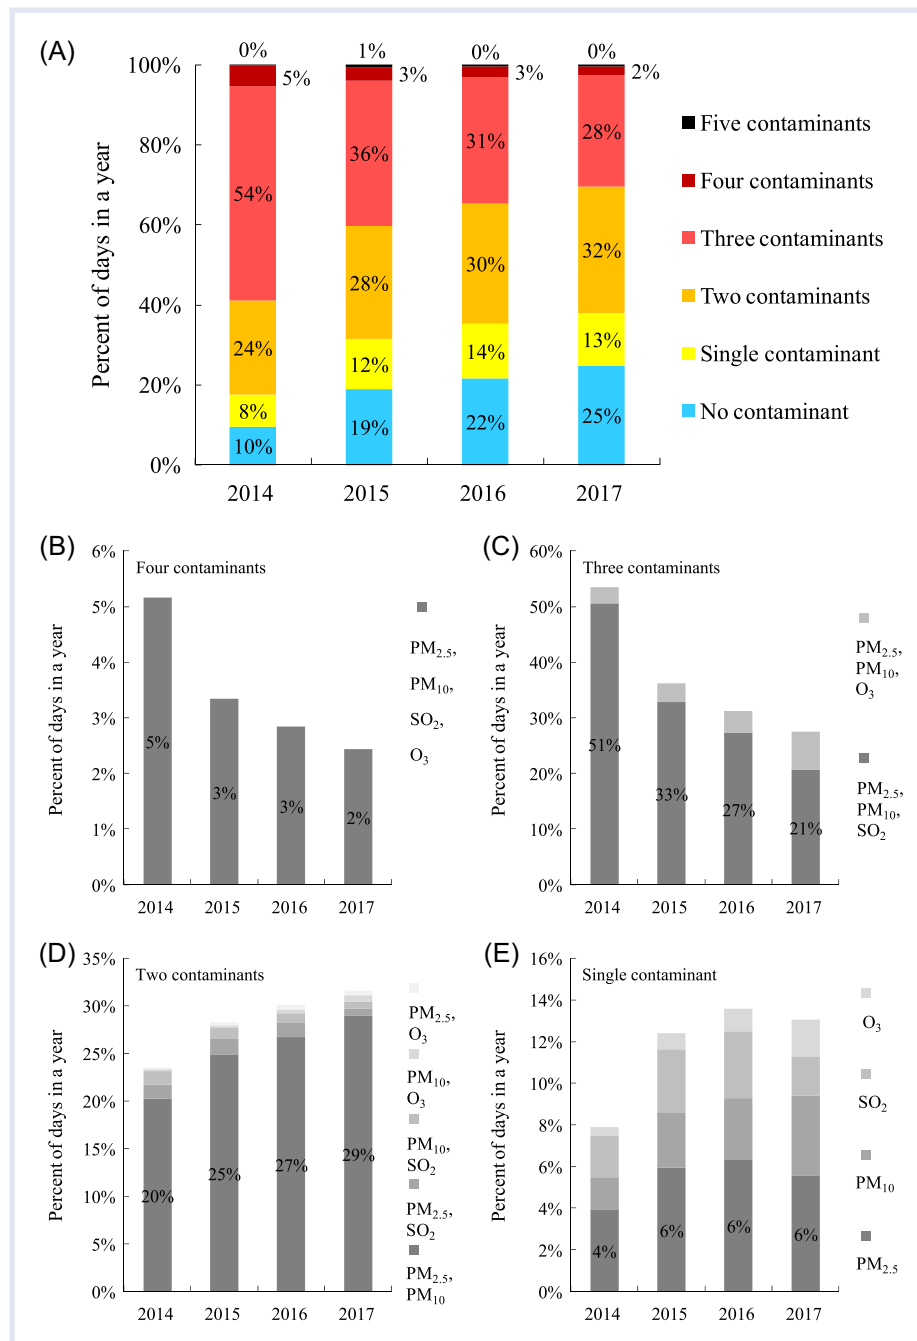 (A)
0%
1%
0%
0%
100%
80%
60%
40%
20%
0%
Percent of days in a year
5%
54%
24%
8%
10%
3%
36%
28%
12%
19%
3%
31%
30%
14%
22%
2%
28%
32%
13%
25%
2014
2015
2016
2017
Five contaminants
Four contaminants
Three contaminants
Two contaminants
Single contaminant
No contaminant
(B)
Four contaminants
6%
5%
4%
3%
2%
1%
0%
Percent of days in a year
5%
3%
3%
2%
2014
2015
2016
2017
PM2.5,
PM10,
SO2,
O3
(C)
Three contaminants
60%
50%
40%
30%
20%
10%
0%
Percent of days in a year
51%
33%
27%
21%
2014
2015
2016
2017
PM2.5,
PM10,
O3
PM2.5,
PM10,
SO2
(D)
Two contaminants
35%
30%
25%
20%
15%
10%
5%
0%
Percent of days in a year
20%
25%
27%
29%
2014
2015
2016
2017
PM2.5,
O3
PM10,
O3
PM10,
SO2
PM2.5,
SO2
PM2.5,
PM10
(E)
Single contaminant
16%
14%
12%
10%
8%
6%
4%
2%
0%
Percent of days in a year
4%
6%
6%
6%
2014
2015
2016
2017
O3
SO2
PM10
PM2.5